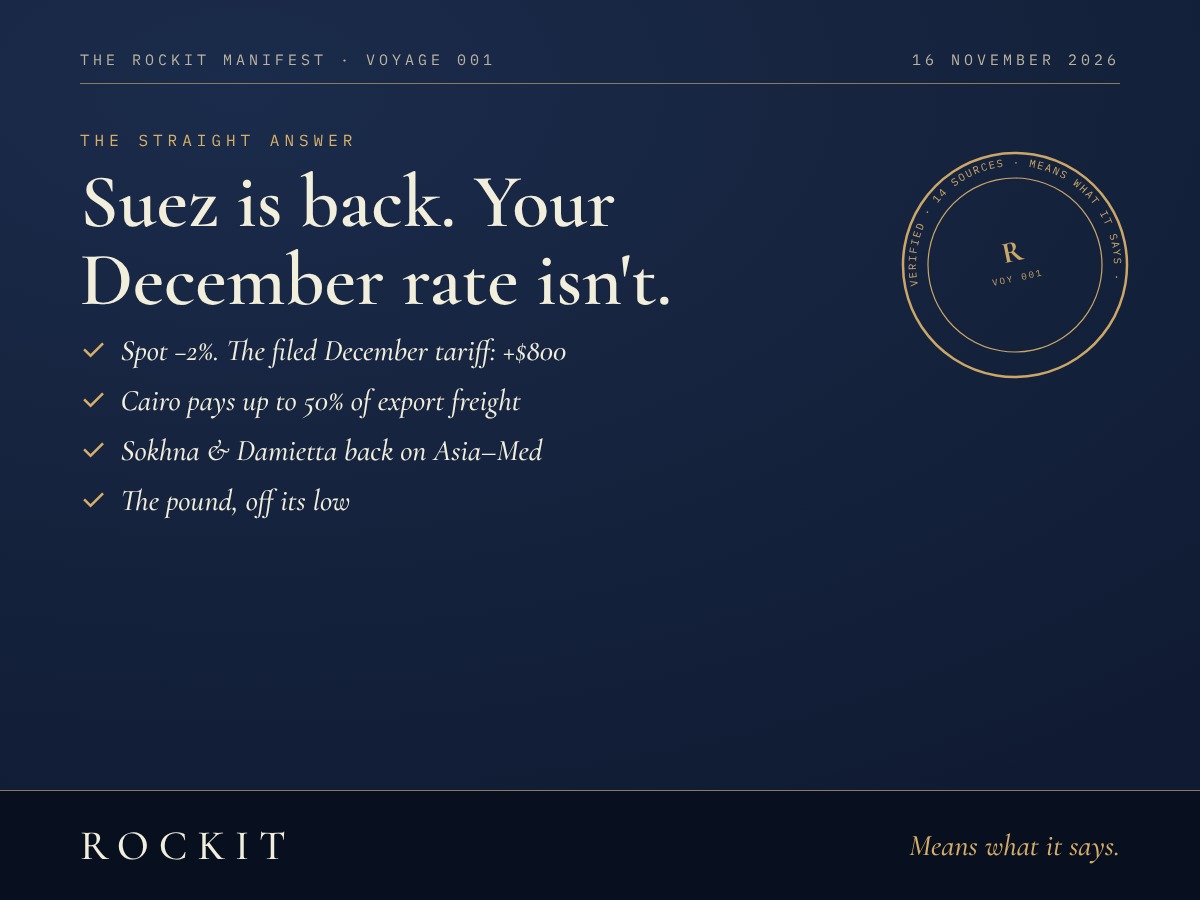 THE ROCKIT MANIFEST · VOYAGE 001
16 NOVEMBER 2026
THE STRAIGHT ANSWER
Suez is back. Your
December rate isn't.
VERIFIED · 14 SOURCES · MEANS WHAT IT SAYS ·
R
VOY 001
Spot −2%. The filed December tariff: +$800
Cairo pays up to 50% of export freight
Sokhna & Damietta back on Asia–Med
The pound, off its low
ROCKIT
Means what it says.